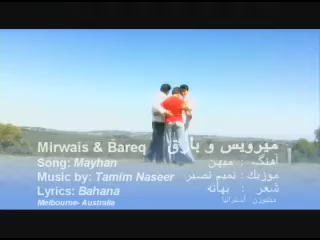 Mirwais & Bareq میرویس و بارق
Song: Mayhan آهنگ : میهن
Music by: Tamim Naseer موزیك : تمیم نصیر
Lyrics: Bahana شعر : بهانه
Melbourne- Australia ملبورن آسترالیا